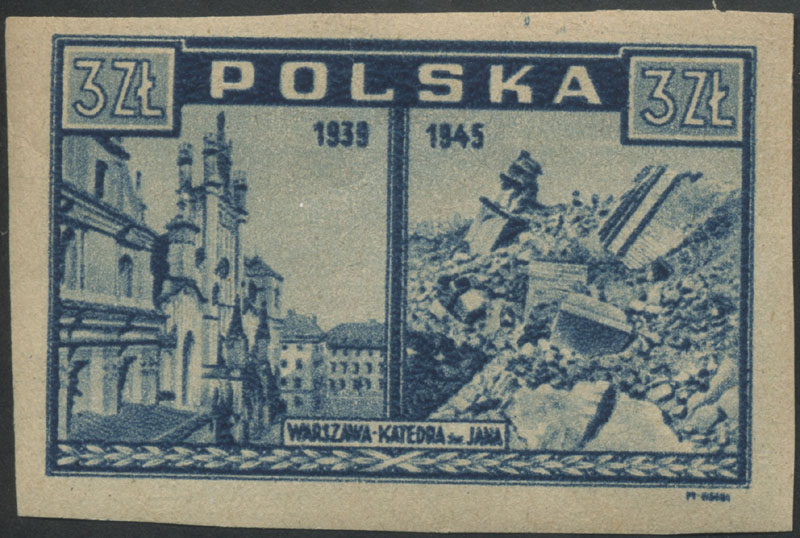 3 ZŁ POLSKA 3 ZŁ
1939 1945
WARSZAWA-KATEDRA św. JANA